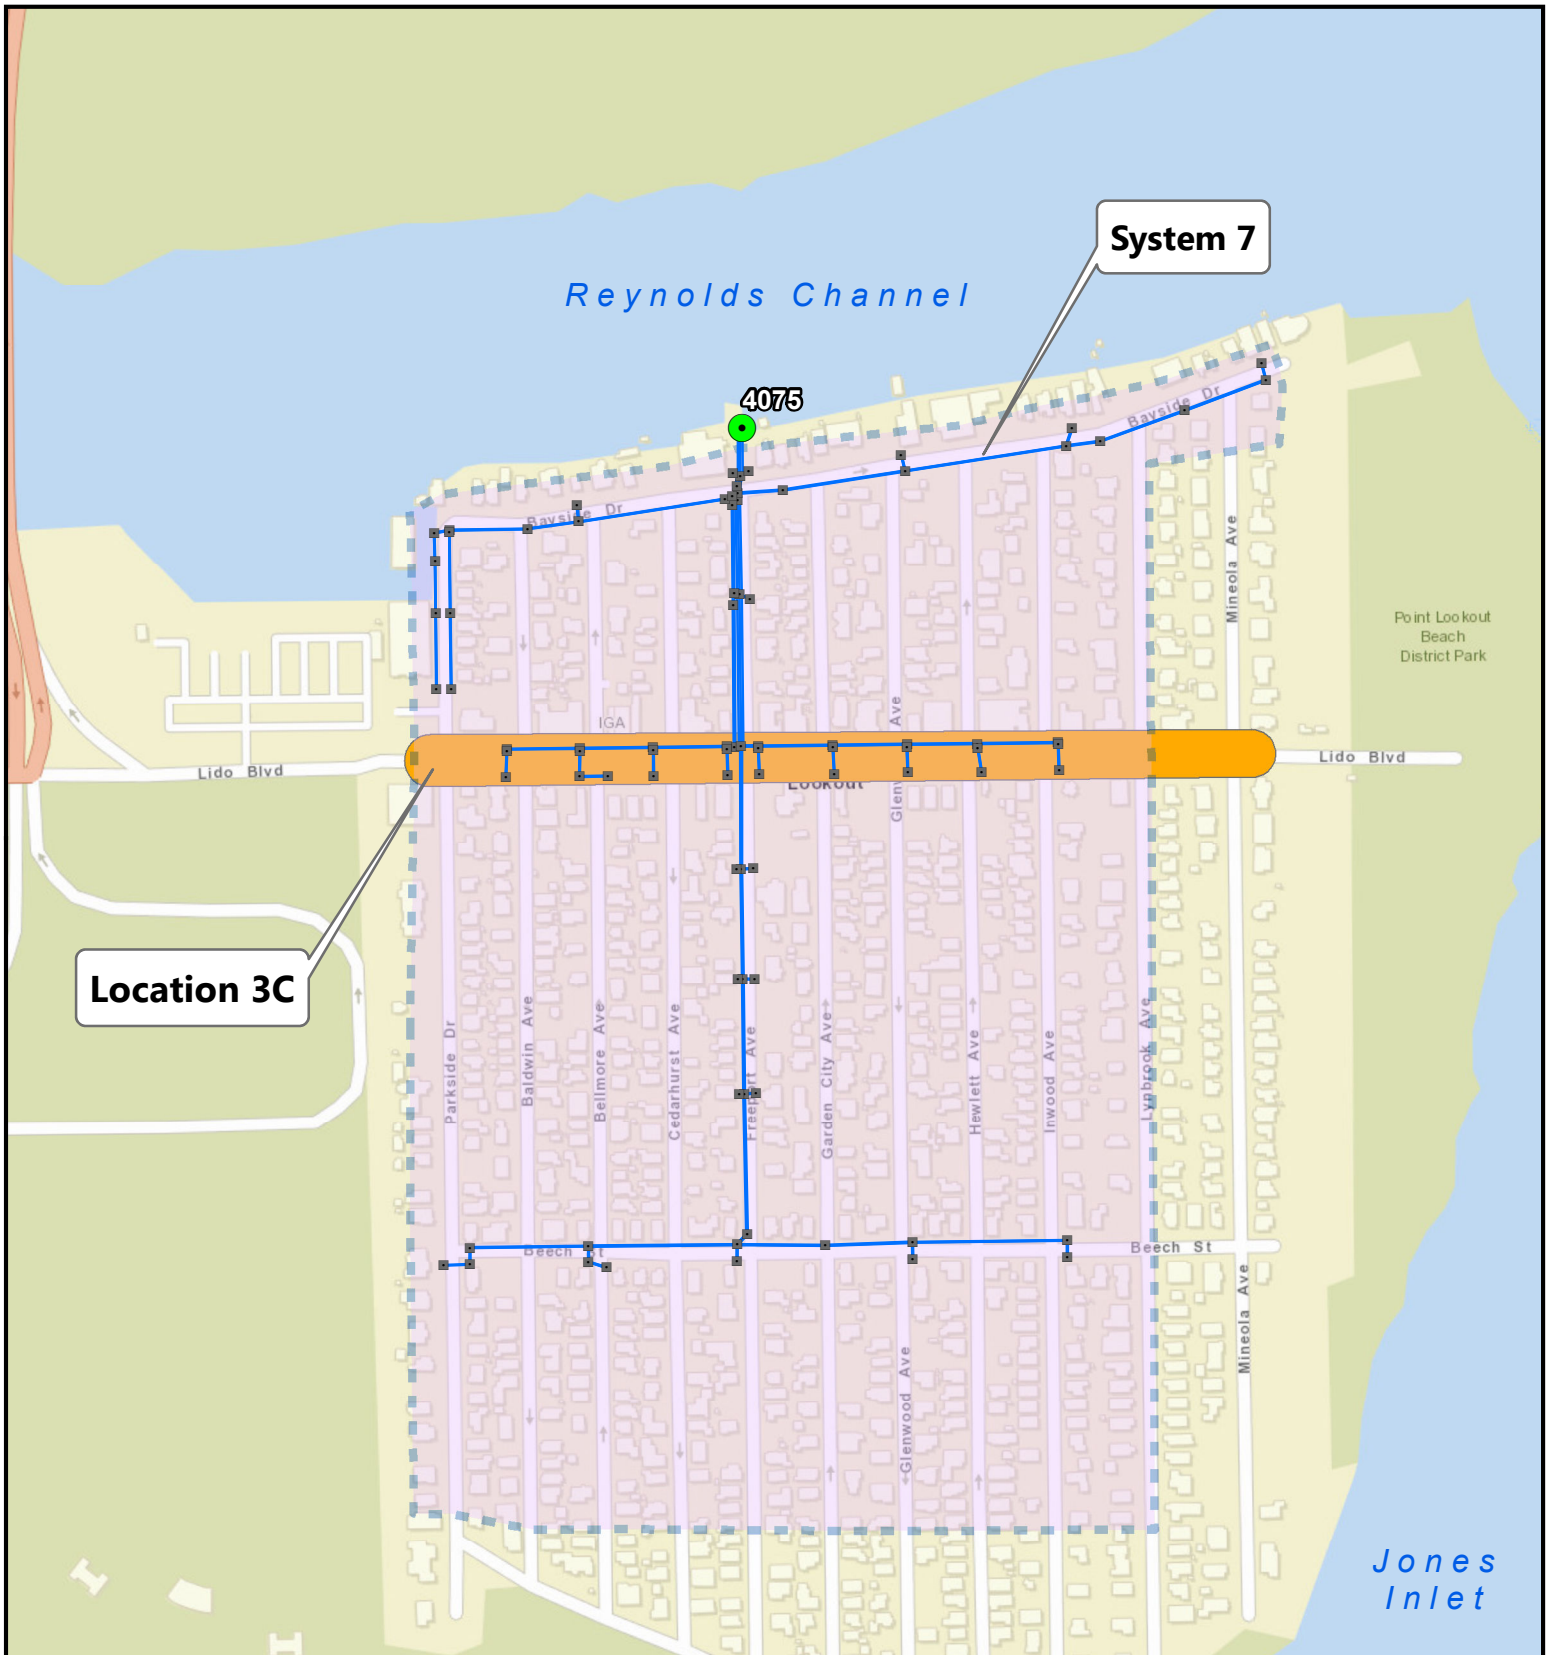 System 7
Reynolds Channel
4075
Bayside Dr
Bayside Dr
Mineola Ave
Point Lookout
Beach
District Park
IGA
Ave
Lido Blvd
Lido Blvd
Lookout
Glenw
Location 3C
Parkside Dr
Baldwin Ave
Bellmore Ave
Cedarhurst Ave
Freeport Ave
Garden City Ave
Hewlett Ave
Inwood Ave
Lynbrook Ave
Beech St
Beech St
Mineola Ave
Glenwood Ave
Jones
Inlet